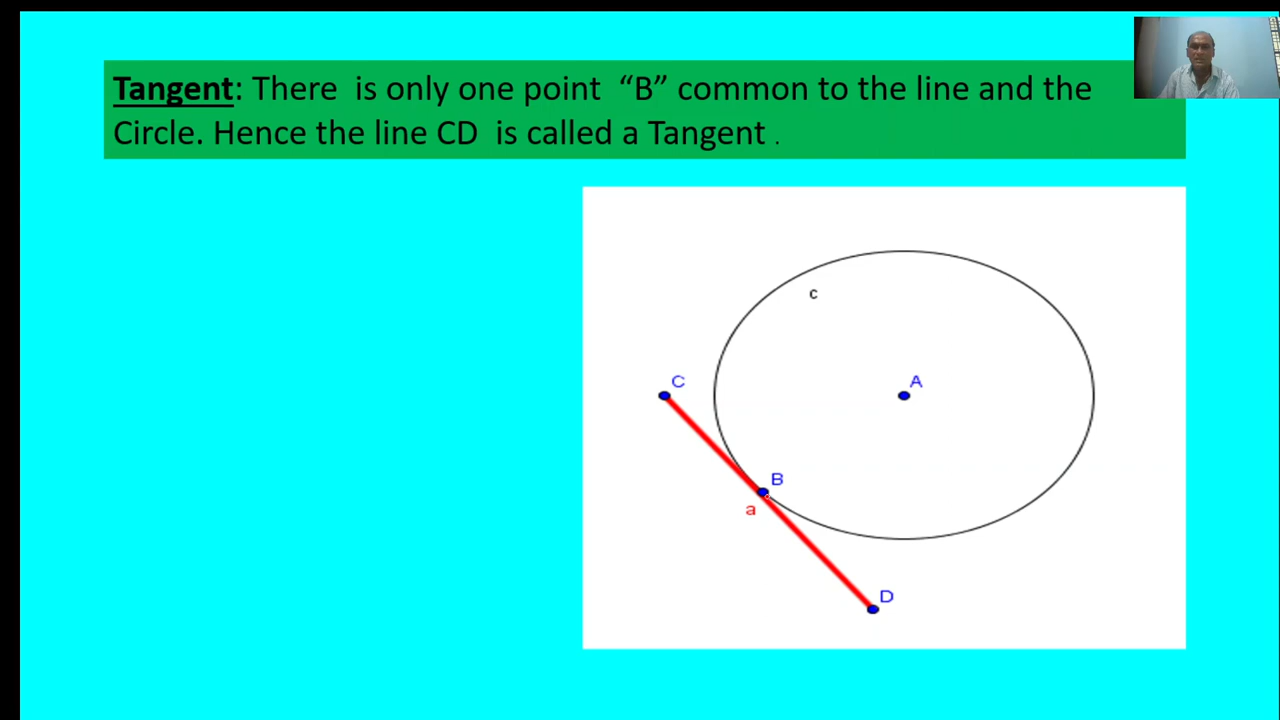 Tangent: There is only one point “B” common to the line and the
Circle. Hence the line CD is called a Tangent .
c
C
A
B
a
D